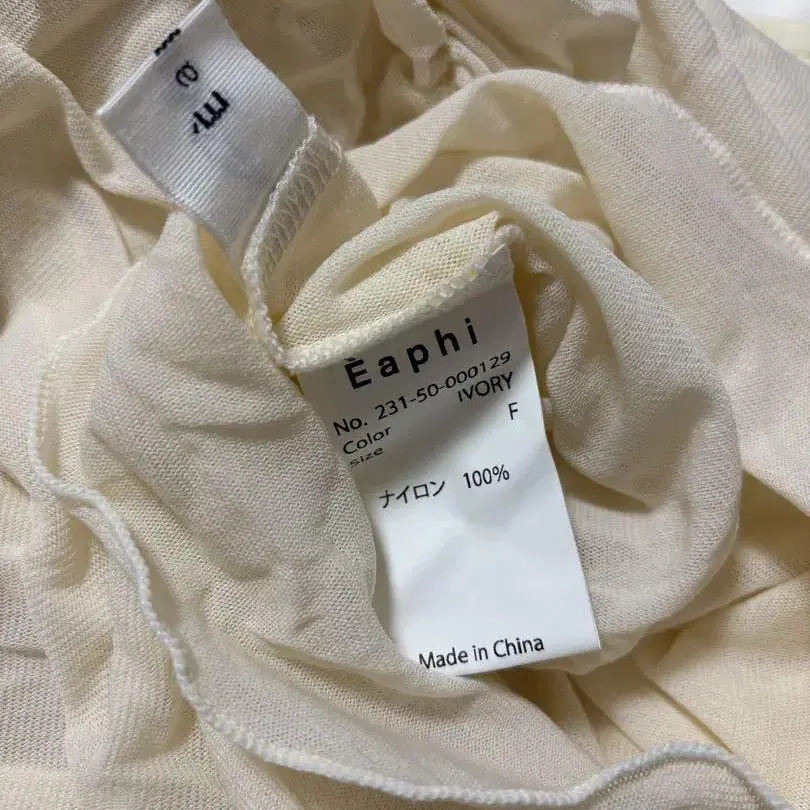 Èaphi
No. 231-50-000129
Color IVORY
Size F
ナイロン 100%
Made in China